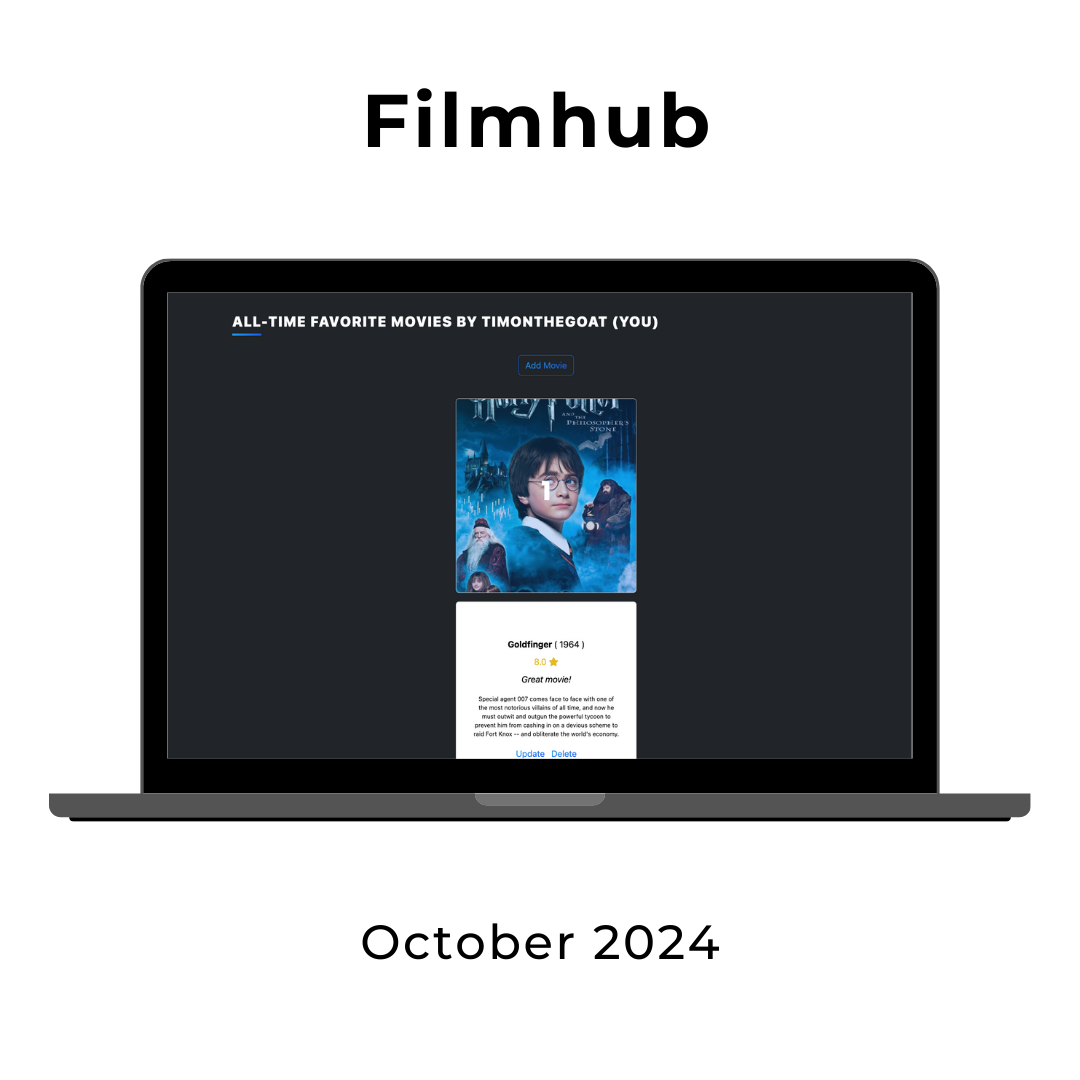 Filmhub
ALL-TIME FAVORITE MOVIES BY TIMONTHEGOAT (YOU)
Add Movie
Harry Potter
AND THE
PHILOSOPHER'S
STONE
1
Goldfinger ( 1964 )
8.0
Great movie!
Special agent 007 comes face to face with one of
the most notorious villains of all time, and now he
must outwit and outgun the powerful tycoon to
prevent him from cashing in on a devious scheme to
raid Fort Knox -- and obliterate the world's economy.
Update Delete
October 2024